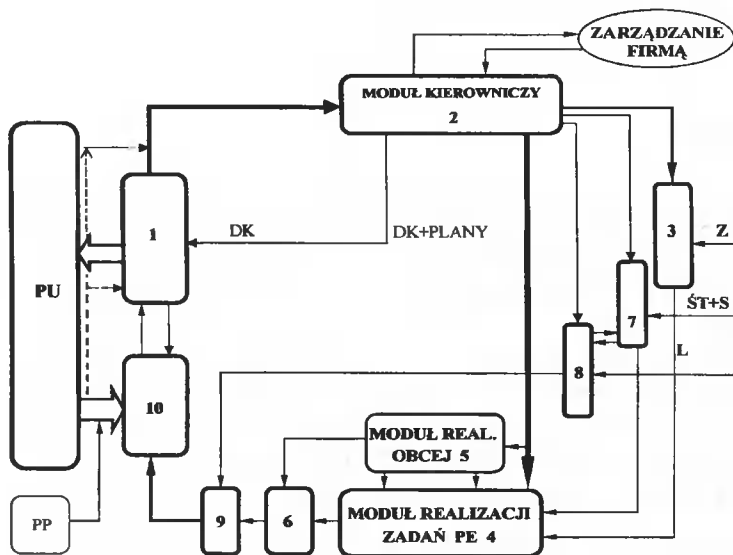 ZARZĄDZANIE
FIRMĄ
MODUŁ KIEROWNICZY
2
1
DK
DK+PLANY
3
Z
PU
7
ŚT+S
L
8
10
MODUŁ REAL.
OBCEJ 5
PP
9
6
MODUŁ REALIZACJI
ZADAŃ PE 4